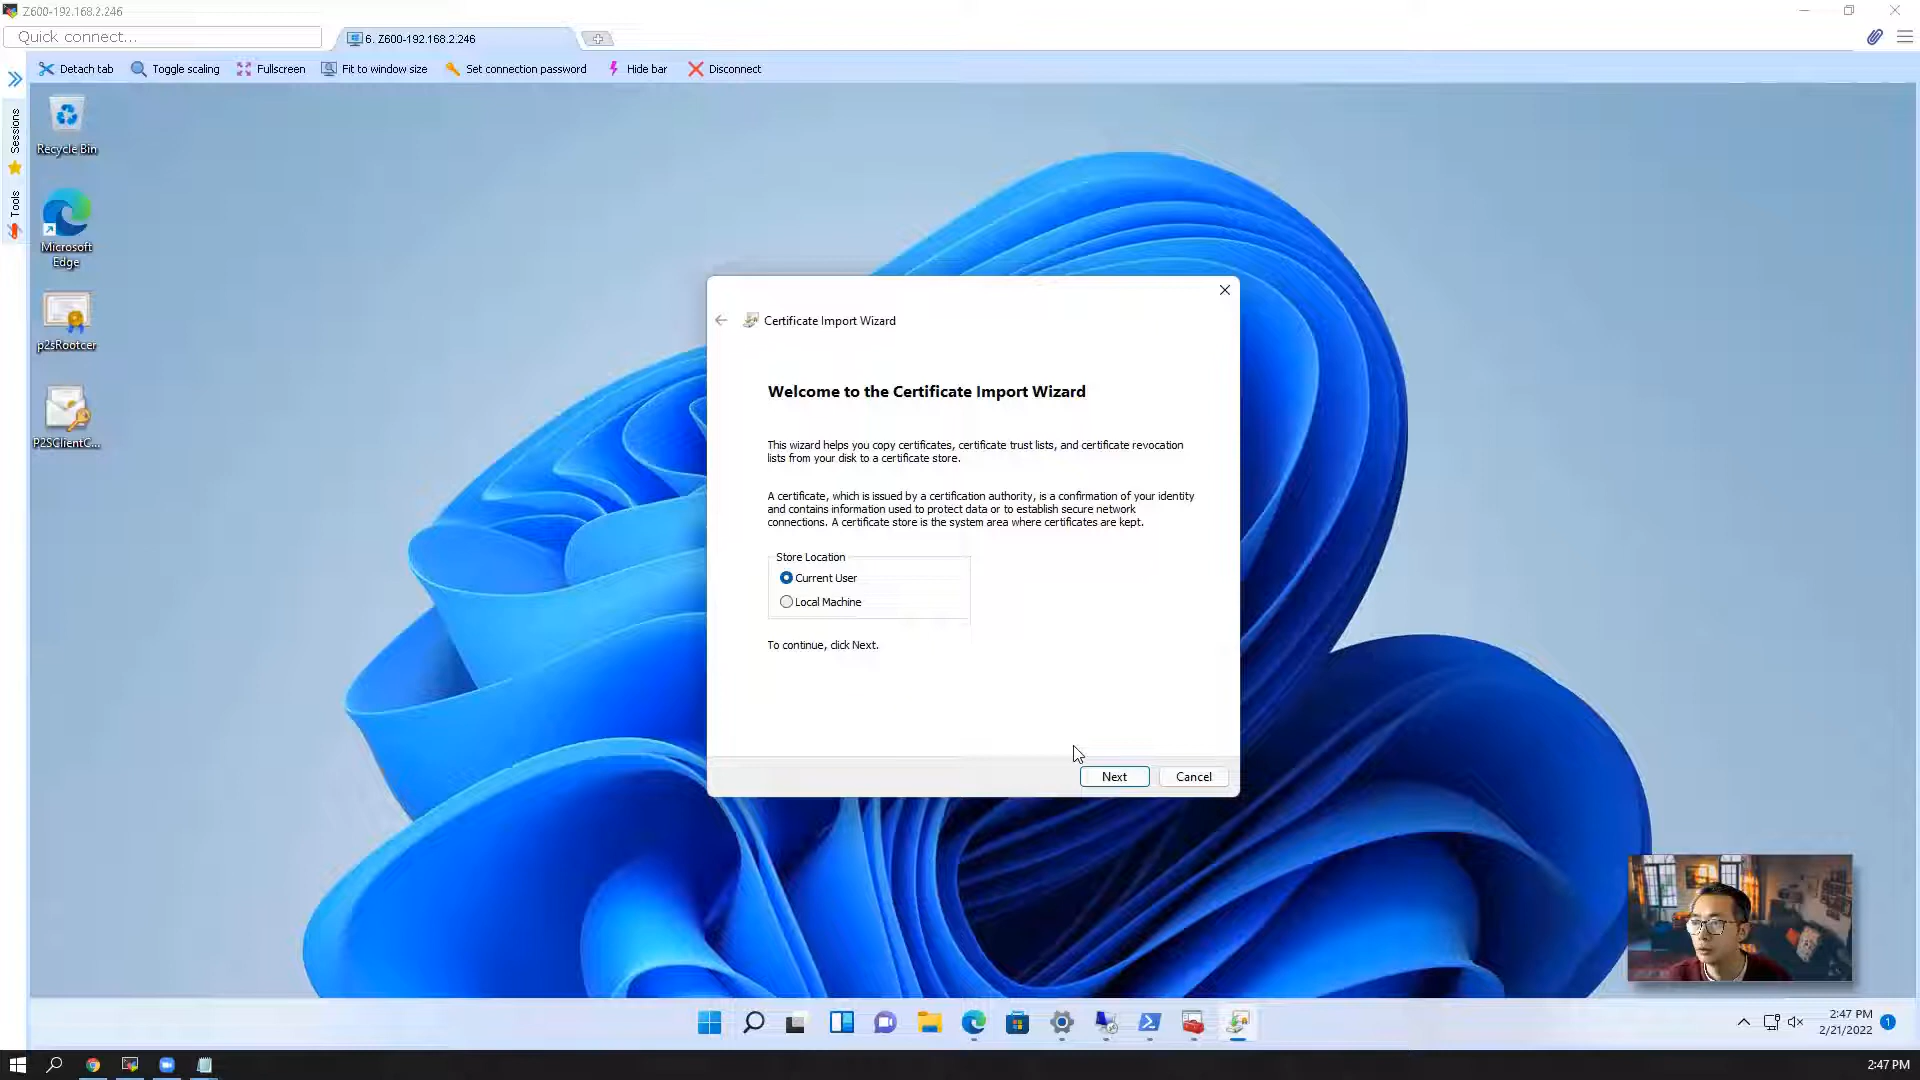 Z600-192.168.2.246
Quick connect...
6. Z600-192.168.2.246
Detach tab
Toggle scaling
Fullscreen
Fit to window size
Set connection password
Hide bar
Disconnect
Sessions
Tools
Recycle Bin
Microsoft
Edge
p2sRootcer
P2SClientC...
Certificate Import Wizard
Welcome to the Certificate Import Wizard
This wizard helps you copy certificates, certificate trust lists, and certificate revocation
lists from your disk to a certificate store.
A certificate, which is issued by a certification authority, is a confirmation of your identity
and contains information used to protect data or to establish secure network
connections. A certificate store is the system area where certificates are kept.
Store Location
Current User
Local Machine
To continue, click Next.
Next
Cancel
2:47 PM
2/21/2022
1
2:47 PM